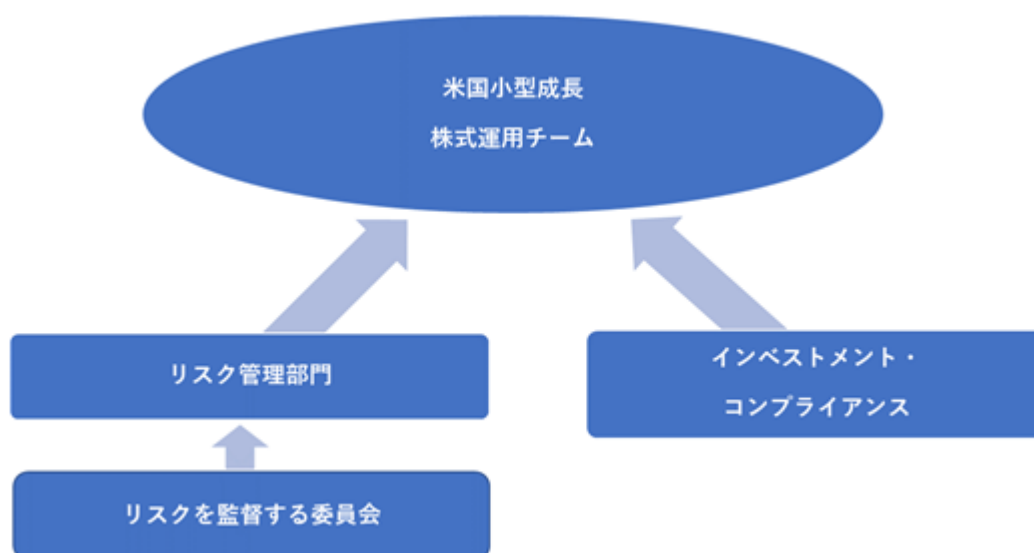 米国小型成長
株式運用チーム
リスク管理部門
インベストメント・
コンプライアンス
リスクを監督する委員会